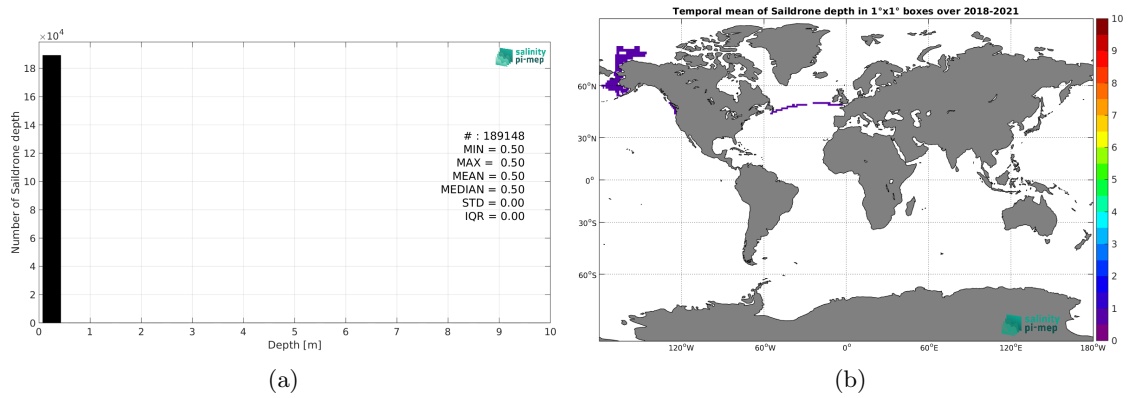 ×10⁴
18
16
14
12
10
8
6
4
2
0
Number of Saildrone depth
salinity
pi-mep
# : 189148
MIN = 0.50
MAX = 0.50
MEAN = 0.50
MEDIAN = 0.50
STD = 0.00
IQR = 0.00
0 1 2 3 4 5 6 7 8 9 10
Depth [m]
(a)
Temporal mean of Saildrone depth in 1°x1° boxes over 2018-2021
60°N
30°N
0°
30°S
60°S
120°W 60°W 0° 60°E 120°E 180°W
salinity
pi-mep
10
9
8
7
6
5
4
3
2
1
0
(b)